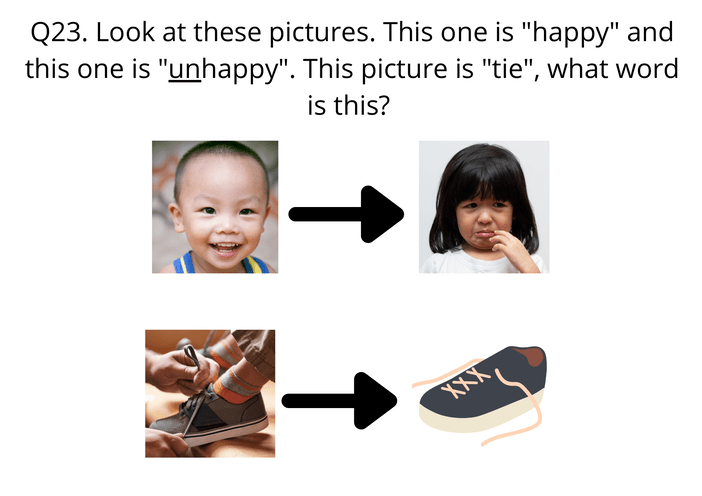 Q23. Look at these pictures. This one is "happy" and
this one is "unhappy". This picture is "tie", what word
is this?